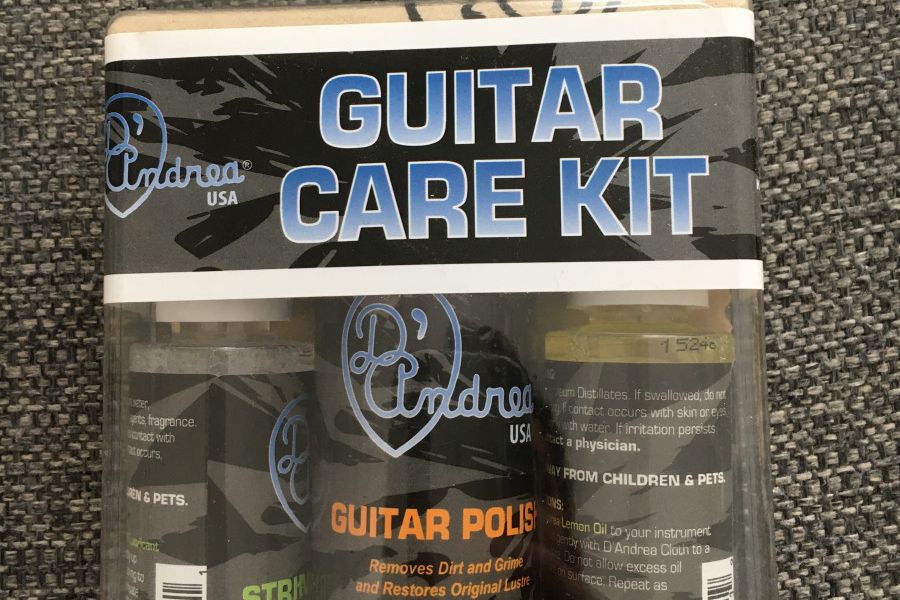 GUITAR
CARE KIT
D'Andrea®
USA
D'Andrea
USA
GUITAR POLISH
Removes Dirt and Grime
and Restores Original Lustre
fragrance.
contact with
occurs,
& PETS.
15246
Distillates. If swallowed, do not
If contact occurs with skin or eyes
with water. If irritation persists
a physician.
FROM CHILDREN & PETS.
Lemon Oil to your instrument
with D'Andrea Cloth to a
Do not allow excess oil
on surface. Repeat as